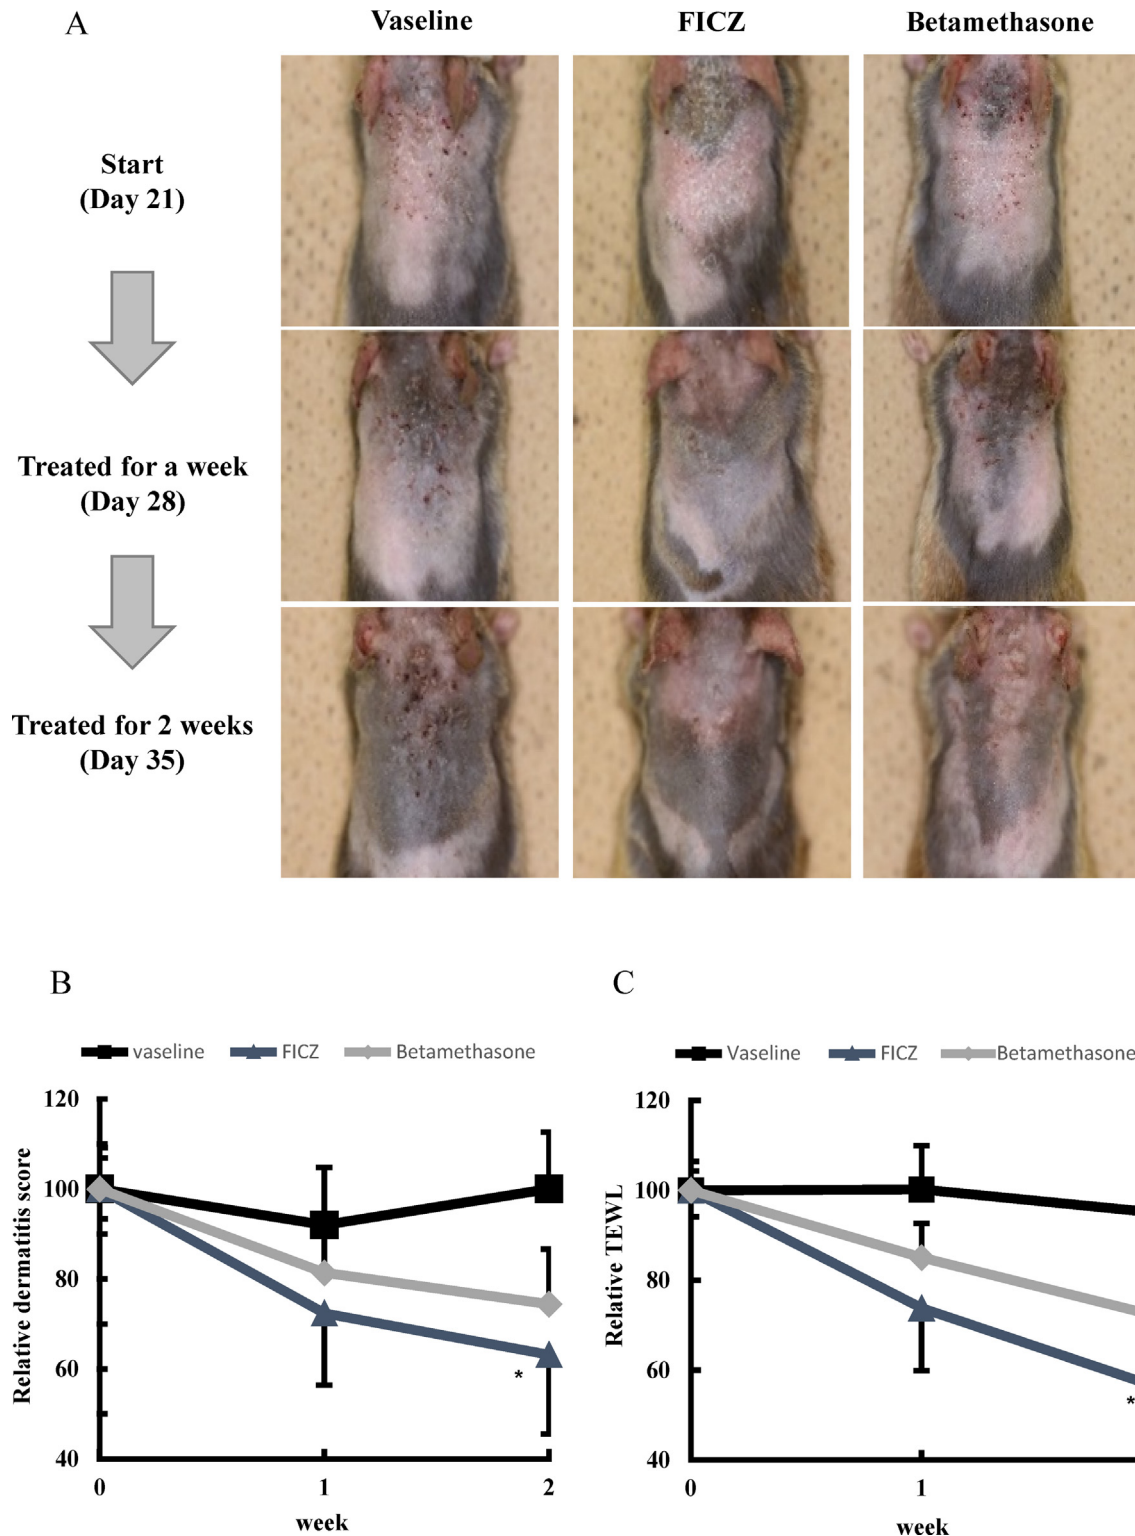 A
Vaseline
FICZ
Betamethasone
Start
(Day 21)
Treated for a week
(Day 28)
Treated for 2 weeks
(Day 35)
B
vaseline
FICZ
Betamethasone
120
100
80
60
40
Relative dermatitis score
*
0
1
2
week
C
Vaseline
FICZ
Betamethasone
120
100
80
60
40
Relative TEWL
*
0
1
week